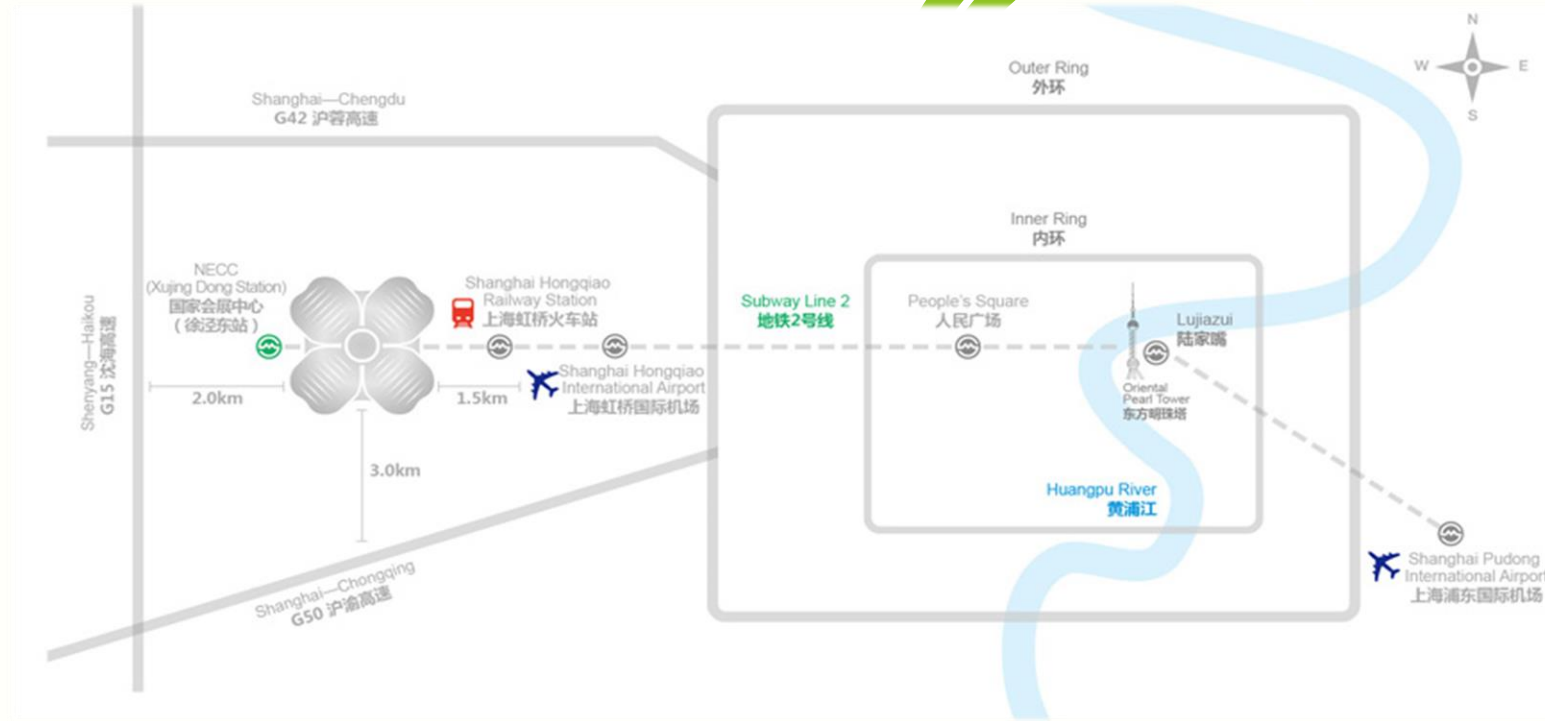 N
W
E
S
Outer Ring
外环
Shanghai—Chengdu
G42 沪蓉高速
Inner Ring
内环
NECC
(Xujing Dong Station)
国家会展中心
（徐泾东站）
Shanghai Hongqiao
Railway Station
上海虹桥火车站
Subway Line 2
地铁2号线
People's Square
人民广场
Lujiazui
陆家嘴
Shenyang—Haikou
G15 沈海高速
Shanghai Hongqiao
International Airport
上海虹桥国际机场
2.0km
1.5km
Oriental
Pearl Tower
东方明珠塔
3.0km
Huangpu River
黄浦江
Shanghai—Chongqing
G50 沪渝高速
Shanghai Pudong
International Airport
上海浦东国际机场